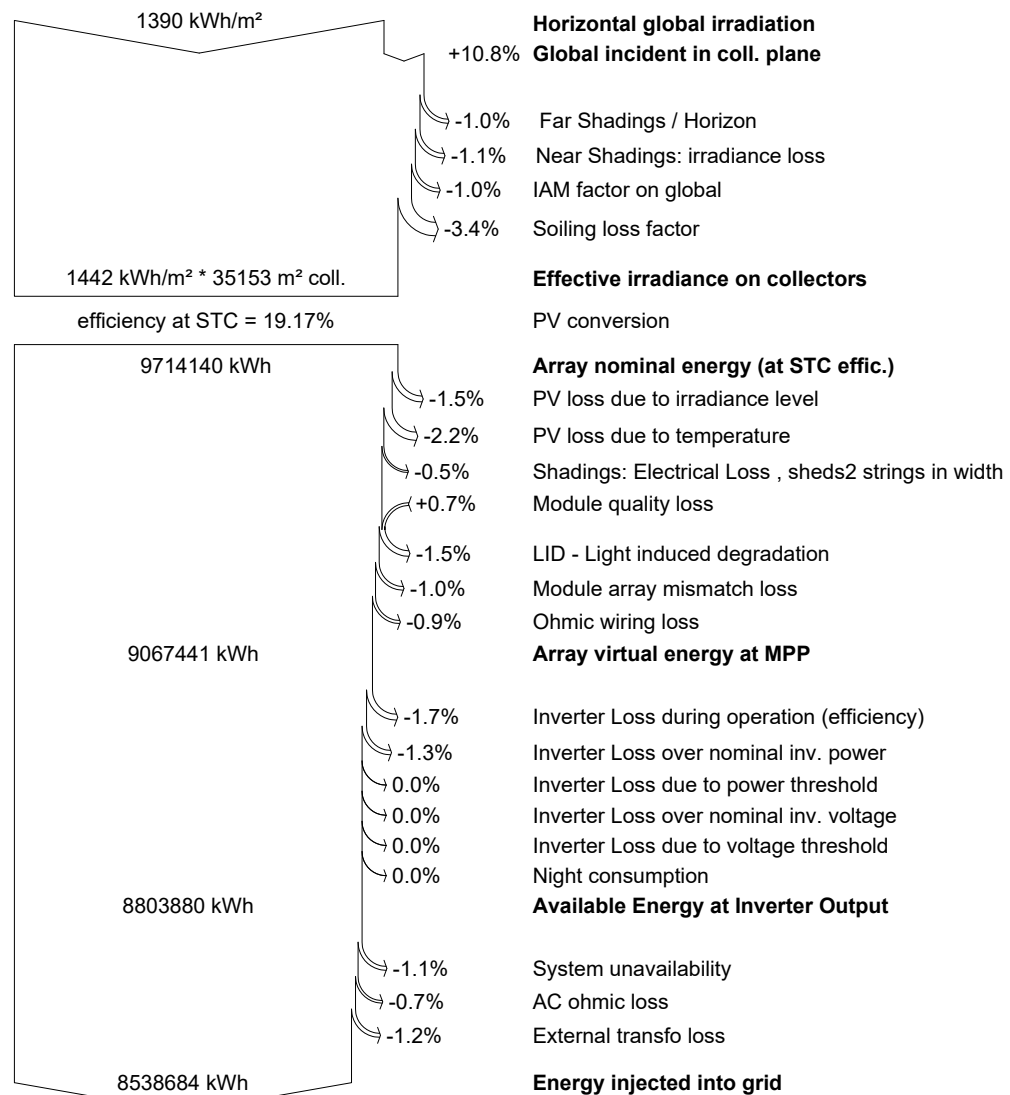 1390 kWh/m² Horizontal global irradiation
+10.8% Global incident in coll. plane
-1.0% Far Shadings / Horizon
-1.1% Near Shadings: irradiance loss
-1.0% IAM factor on global
-3.4% Soiling loss factor
1442 kWh/m² * 35153 m² coll. Effective irradiance on collectors
efficiency at STC = 19.17% PV conversion
9714140 kWh Array nominal energy (at STC effic.)
-1.5% PV loss due to irradiance level
-2.2% PV loss due to temperature
-0.5% Shadings: Electrical Loss , sheds2 strings in width
+0.7% Module quality loss
-1.5% LID - Light induced degradation
-1.0% Module array mismatch loss
-0.9% Ohmic wiring loss
9067441 kWh Array virtual energy at MPP
-1.7% Inverter Loss during operation (efficiency)
-1.3% Inverter Loss over nominal inv. power
0.0% Inverter Loss due to power threshold
0.0% Inverter Loss over nominal inv. voltage
0.0% Inverter Loss due to voltage threshold
0.0% Night consumption
8803880 kWh Available Energy at Inverter Output
-1.1% System unavailability
-0.7% AC ohmic loss
-1.2% External transfo loss
8538684 kWh Energy injected into grid